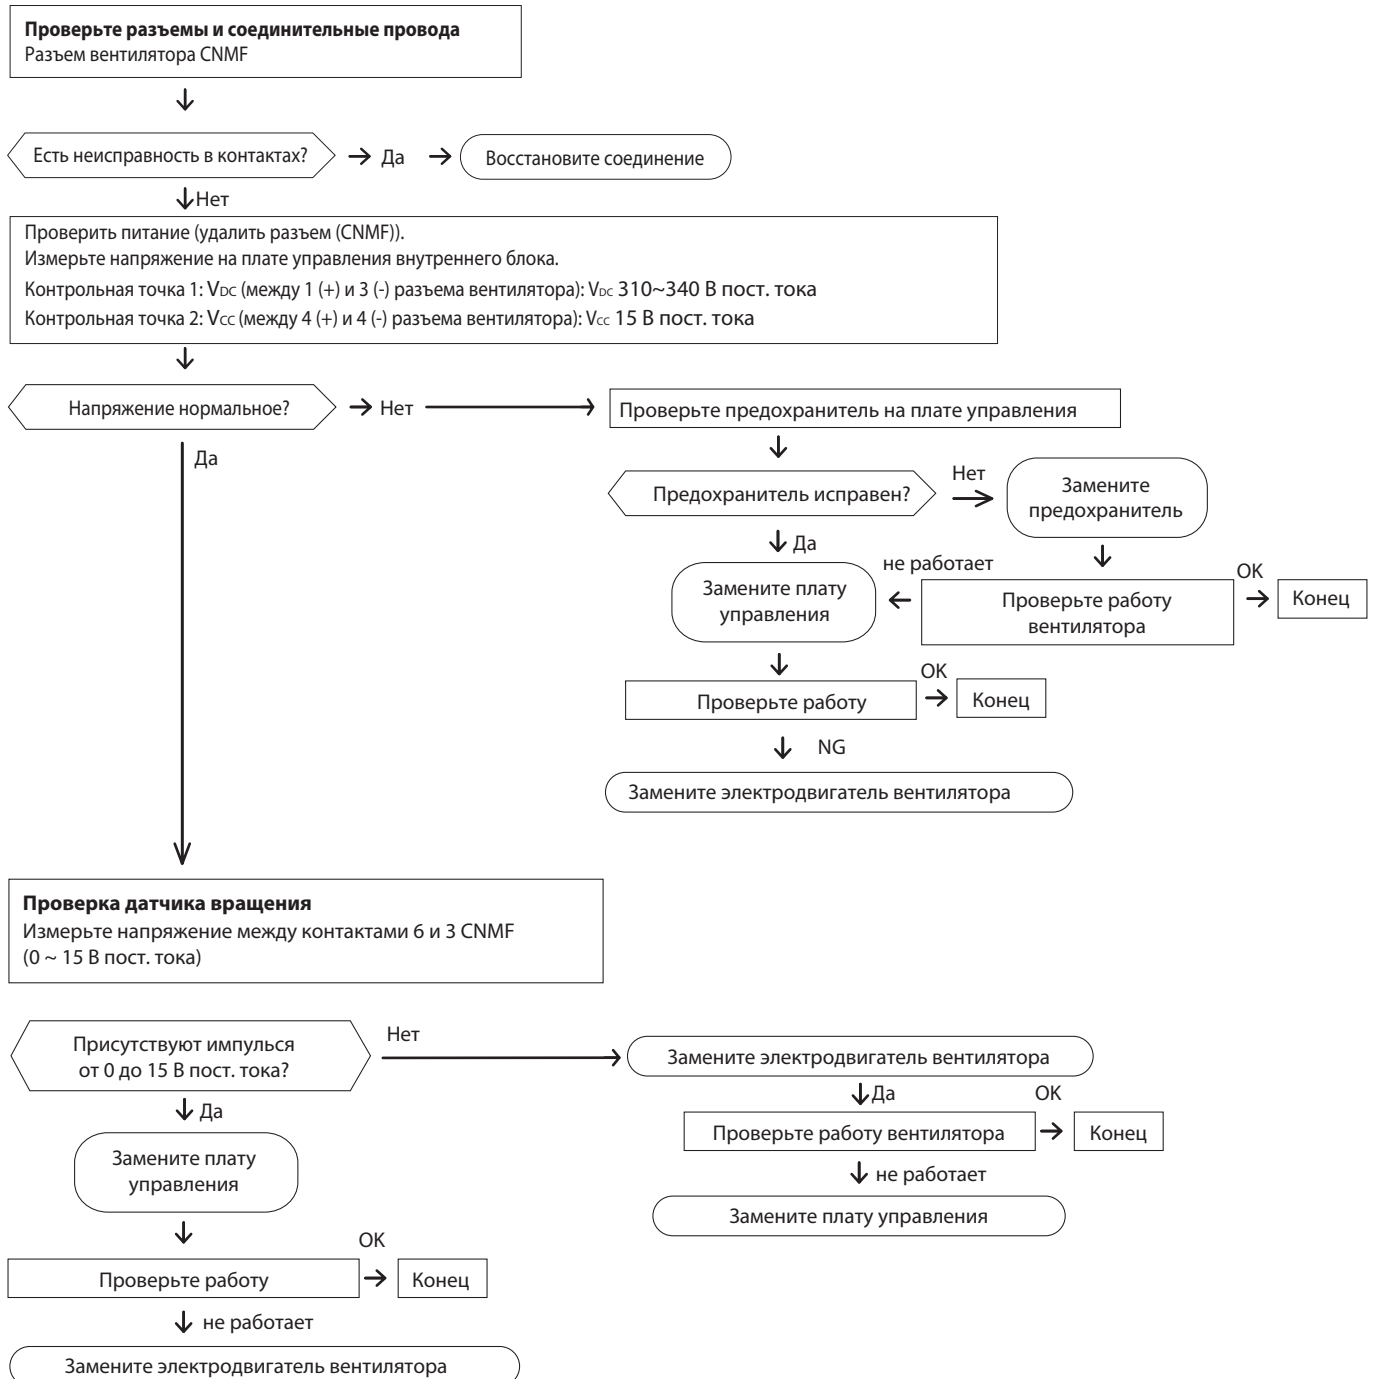 Проверьте разъемы и соединительные провода
Разъем вентилятора CNMF
Есть неисправность в контактах?
Да
Восстановите соединение
Нет
Проверить питание (удалить разъем (CNMF)).
Измерьте напряжение на плате управления внутреннего блока.
Контрольная точка 1: VDC (между 1 (+) и 3 (-) разъема вентилятора): VDC 310~340 В пост. тока
Контрольная точка 2: VCC (между 4 (+) и 4 (-) разъема вентилятора): VCC 15 В пост. тока
Напряжение нормальное?
Нет
Проверьте предохранитель на плате управления
Да
Предохранитель исправен?
Нет
Замените
предохранитель
Да
не работает
Замените плату
управления
Проверьте работу
вентилятора
OK
Конец
Проверьте работу
OK
Конец
NG
Замените электродвигатель вентилятора
Проверка датчика вращения
Измерьте напряжение между контактами 6 и 3 CNMF
(0 ~ 15 В пост. тока)
Присутствуют импулься
от 0 до 15 В пост. тока?
Нет
Замените электродвигатель вентилятора
Да
OK
Проверьте работу вентилятора
Конец
не работает
Замените плату управления
Да
Замените плату
управления
OK
Проверьте работу
Конец
не работает
Замените электродвигатель вентилятора